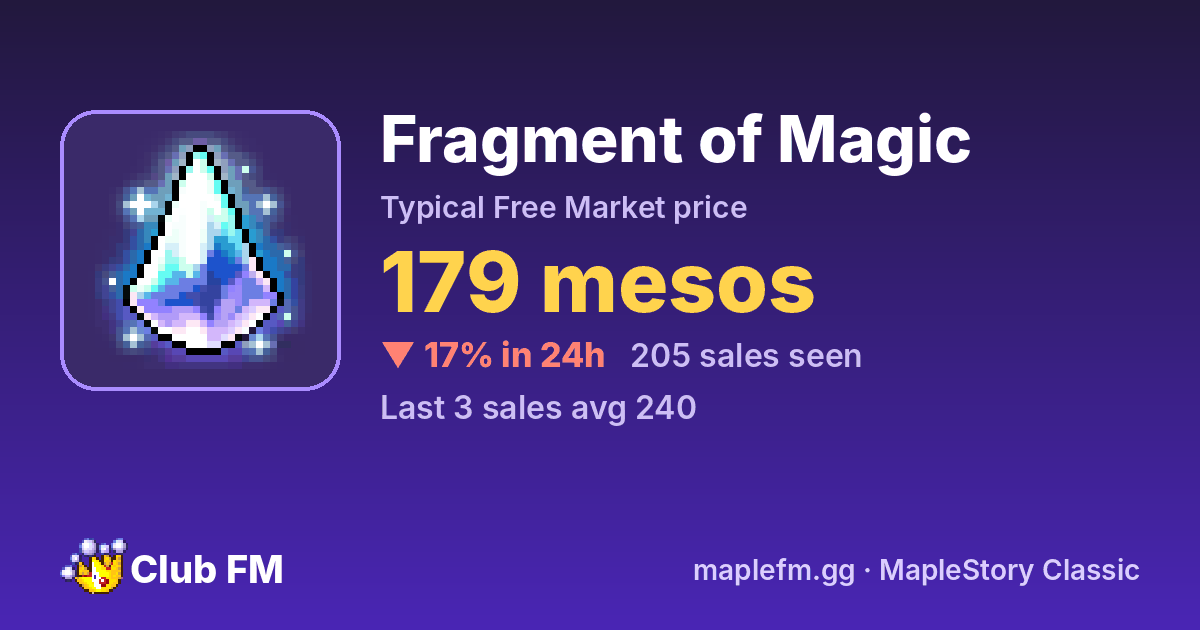 Fragment of Magic
Typical Free Market price
179 mesos
▼ 17% in 24h 205 sales seen
Last 3 sales avg 240
Club FM
maplefm.gg · MapleStory Classic